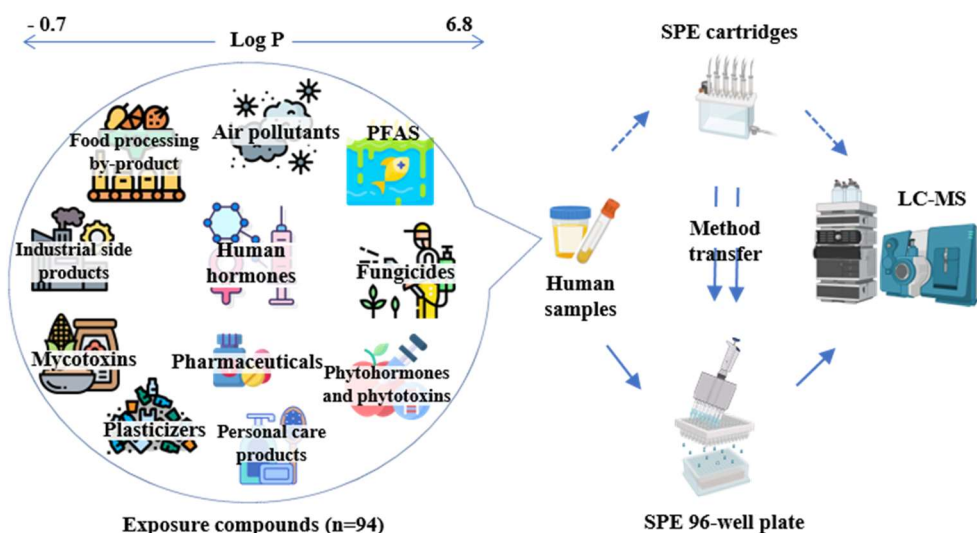 - 0.7
6.8
Log P
Food processing
by-product
Air pollutants
PFAS
Industrial side
products
Human
hormones
Fungicides
Mycotoxins
Pharmaceuticals
Phytohormones
and phytotoxins
Plasticizers
Personal care
products
Exposure compounds (n=94)
Human
samples
SPE cartridges
Method
transfer
LC-MS
SPE 96-well plate